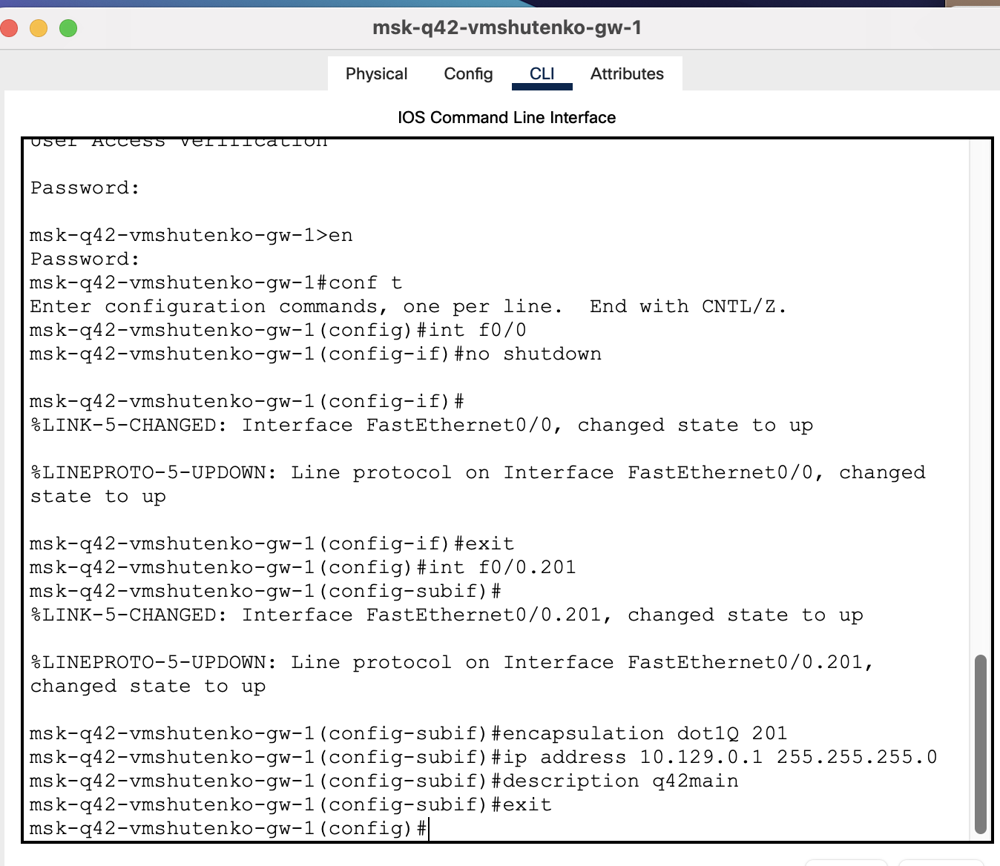 msk-q42-vmshutenko-gw-1
Physical Config CLI Attributes
IOS Command Line Interface
User Access Verification
Password:
msk-q42-vmshutenko-gw-1>en
Password:
msk-q42-vmshutenko-gw-1#conf t
Enter configuration commands, one per line.  End with CNTL/Z.
msk-q42-vmshutenko-gw-1(config)#int f0/0
msk-q42-vmshutenko-gw-1(config-if)#no shutdown
msk-q42-vmshutenko-gw-1(config-if)#
%LINK-5-CHANGED: Interface FastEthernet0/0, changed state to up
%LINEPROTO-5-UPDOWN: Line protocol on Interface FastEthernet0/0, changed
state to up
msk-q42-vmshutenko-gw-1(config-if)#exit
msk-q42-vmshutenko-gw-1(config)#int f0/0.201
msk-q42-vmshutenko-gw-1(config-subif)#
%LINK-5-CHANGED: Interface FastEthernet0/0.201, changed state to up
%LINEPROTO-5-UPDOWN: Line protocol on Interface FastEthernet0/0.201,
changed state to up
msk-q42-vmshutenko-gw-1(config-subif)#encapsulation dot1Q 201
msk-q42-vmshutenko-gw-1(config-subif)#ip address 10.129.0.1 255.255.255.0
msk-q42-vmshutenko-gw-1(config-subif)#description q42main
msk-q42-vmshutenko-gw-1(config-subif)#exit
msk-q42-vmshutenko-gw-1(config)#